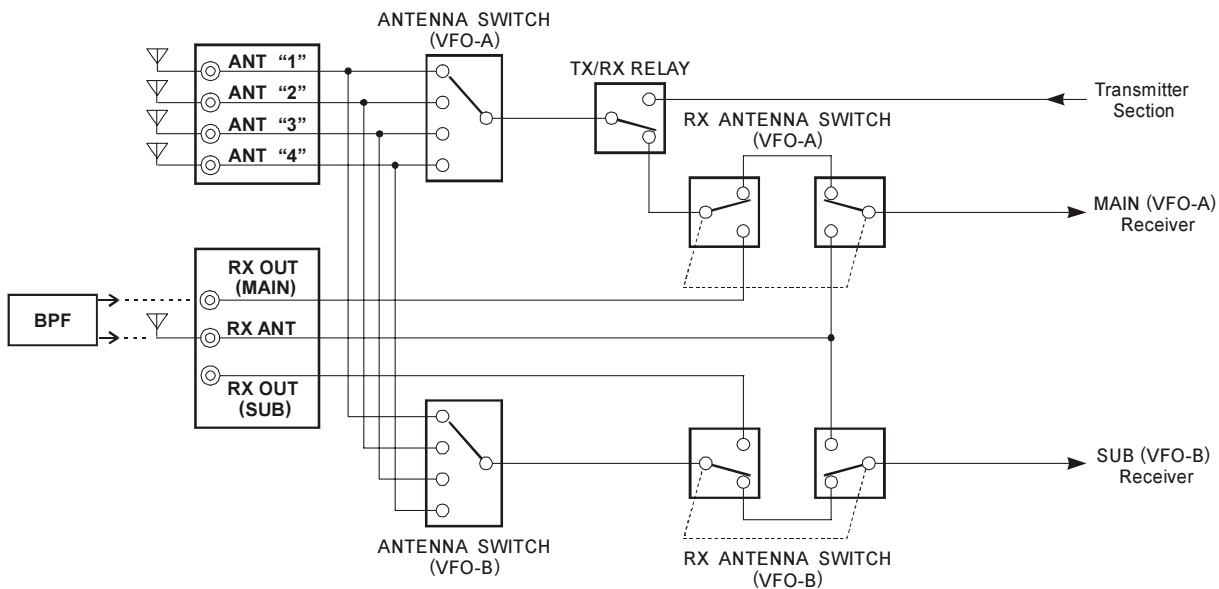 ANTENNA SWITCH
(VFO-A)
ANT “1”
ANT “2”
ANT “3”
ANT “4”
TX/RX RELAY
Transmitter
Section
RX ANTENNA SWITCH
(VFO-A)
MAIN (VFO-A)
Receiver
RX OUT
(MAIN)
BPF
RX ANT
RX OUT
(SUB)
SUB (VFO-B)
Receiver
ANTENNA SWITCH
(VFO-B)
RX ANTENNA SWITCH
(VFO-B)